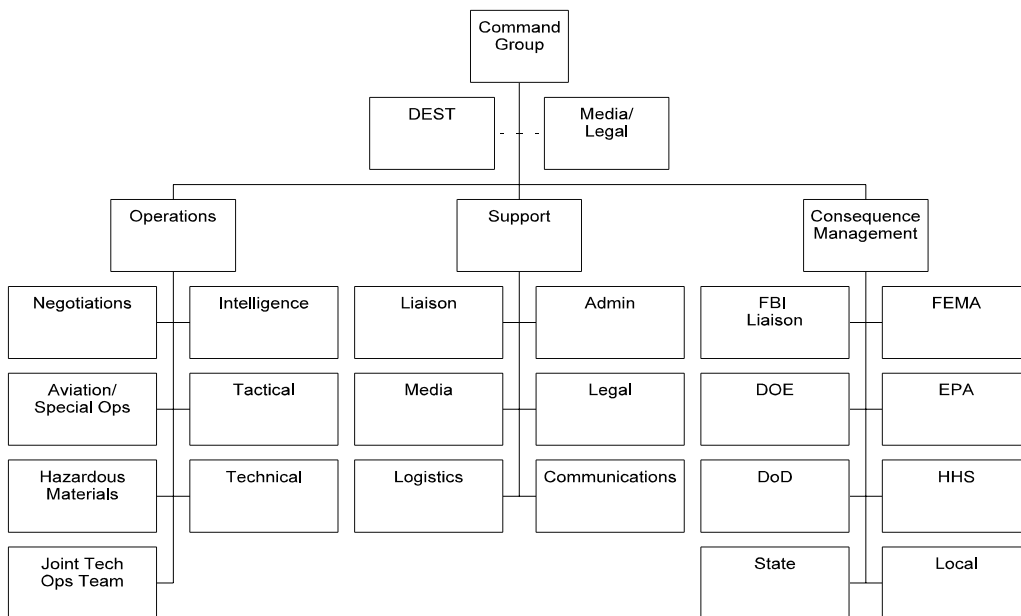 Command
Group
DEST
Media/
Legal
Operations
Support
Consequence
Management
Negotiations
Intelligence
Liaison
Admin
FBI
Liaison
FEMA
Aviation/
Special Ops
Tactical
Media
Legal
DOE
EPA
Hazardous
Materials
Technical
Logistics
Communications
DoD
HHS
Joint Tech
Ops Team
State
Local